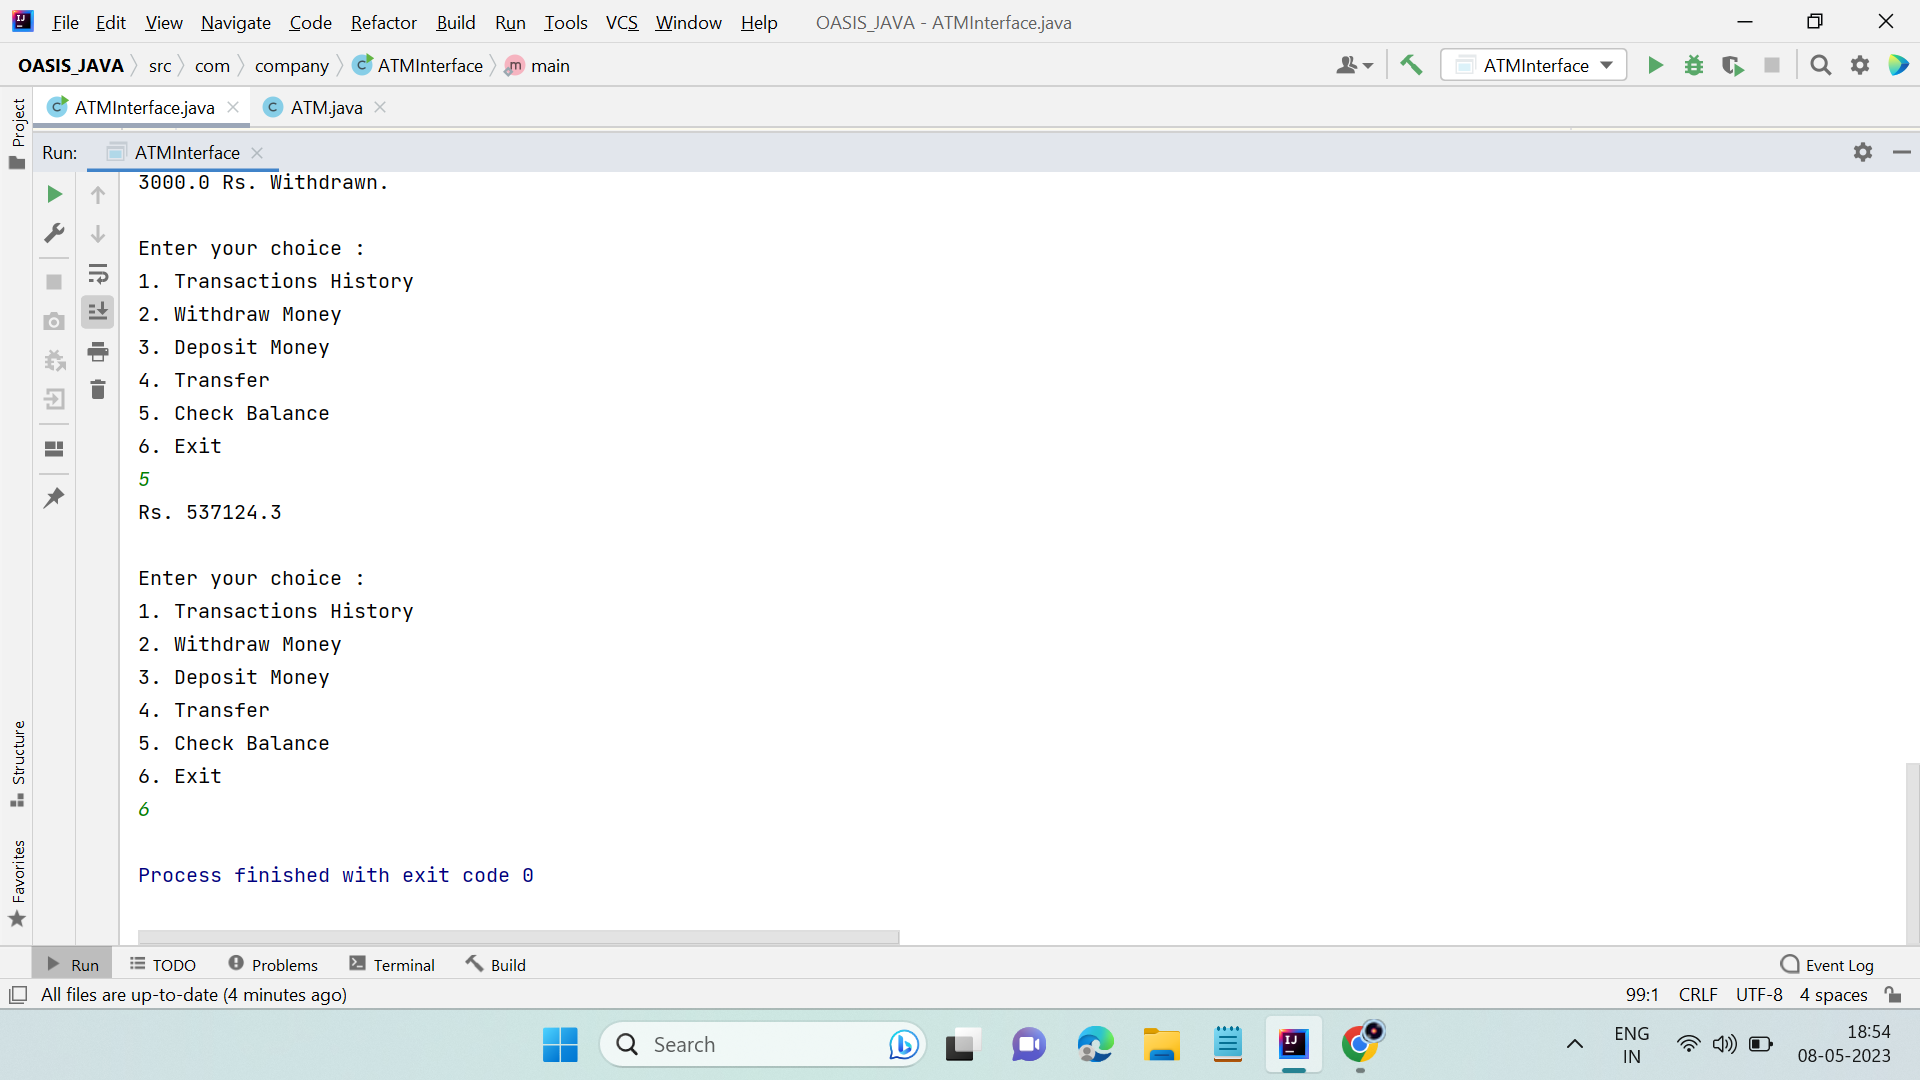 File Edit View Navigate Code Refactor Build Run Tools VCS Window Help OASIS_JAVA - ATMInterface.java
OASIS_JAVA src com company ATMInterface main ATMInterface
ATMInterface.java ATM.java
Project
Run: ATMInterface
3000.0 Rs. Withdrawn.
Enter your choice :
1. Transactions History
2. Withdraw Money
3. Deposit Money
4. Transfer
5. Check Balance
6. Exit
5
Rs. 537124.3
Enter your choice :
1. Transactions History
2. Withdraw Money
3. Deposit Money
4. Transfer
5. Check Balance
6. Exit
6
Process finished with exit code 0
Structure
Favorites
Run TODO Problems Terminal Build Event Log
All files are up-to-date (4 minutes ago) 99:1 CRLF UTF-8 4 spaces
Search
ENG
IN
18:54
08-05-2023